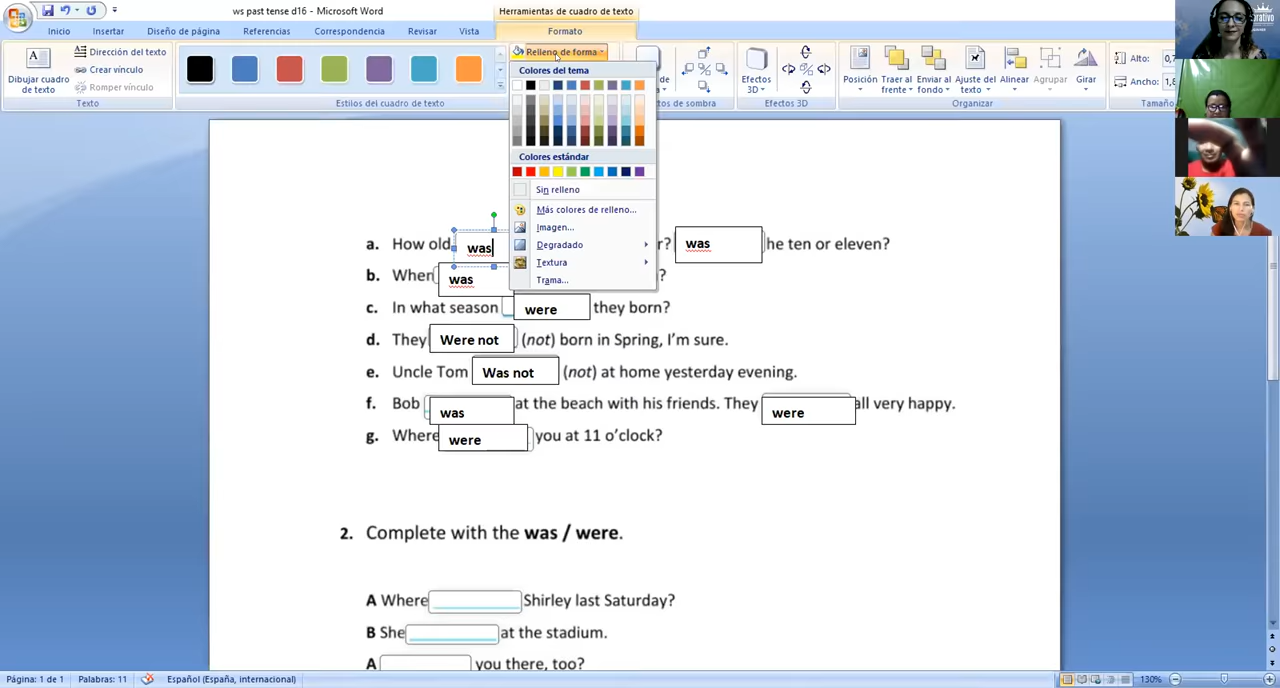 ws past tense d16 - Microsoft Word
Herramientas de cuadro de texto
Inicio Insertar Diseño de página Referencias Correspondencia Revisar Vista Formato
Dibujar cuadro de texto
Dirección del texto
Crear vínculo
Romper vínculo
Texto
Estilos del cuadro de texto
Relleno de forma
Colores del tema
Colores estándar
Sin relleno
Más colores de relleno...
Imagen...
Degradado
Textura
Trama...
Efectos 3D
Efectos 3D
Posición
Traer al frente
Enviar al fondo
Ajuste del texto
Alinear
Agrupar
Girar
Organizar
Alto: 0,7
Ancho: 1,8
Tamaño
a. How old was r? was he ten or eleven?
b. When was ?
c. In what season were they born?
d. They Were not (not) born in Spring, I'm sure.
e. Uncle Tom Was not (not) at home yesterday evening.
f. Bob was at the beach with his friends. They were all very happy.
g. Where were you at 11 o'clock?
2. Complete with the was / were.
A Where Shirley last Saturday?
B She at the stadium.
A you there, too?
Página: 1 de 1 Palabras: 11 Español (España, internacional) 130%